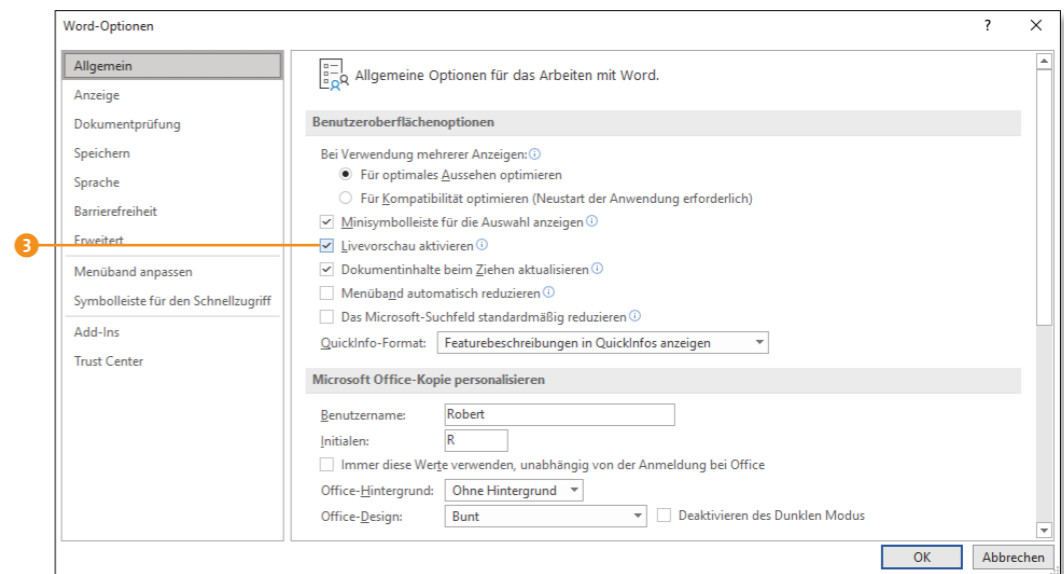 Word-Optionen ? ×
Allgemein
Anzeige
Dokumentprüfung
Speichern
Sprache
Barrierefreiheit
Erweitert
Menüband anpassen
Symbolleiste für den Schnellzugriff
Add-Ins
Trust Center
3
Allgemeine Optionen für das Arbeiten mit Word.
Benutzeroberflächenoptionen
Bei Verwendung mehrerer Anzeigen:
Für optimales Aussehen optimieren
Für Kompatibilität optimieren (Neustart der Anwendung erforderlich)
Minisymbolleiste für die Auswahl anzeigen
Livevorschau aktivieren
Dokumentinhalte beim Ziehen aktualisieren
Menüband automatisch reduzieren
Das Microsoft-Suchfeld standardmäßig reduzieren
QuickInfo-Format: Featurebeschreibungen in QuickInfos anzeigen
Microsoft Office-Kopie personalisieren
Benutzername: Robert
Initialen: R
Immer diese Werte verwenden, unabhängig von der Anmeldung bei Office
Office-Hintergrund: Ohne Hintergrund
Office-Design: Bunt Deaktivieren des Dunklen Modus
OK Abbrechen